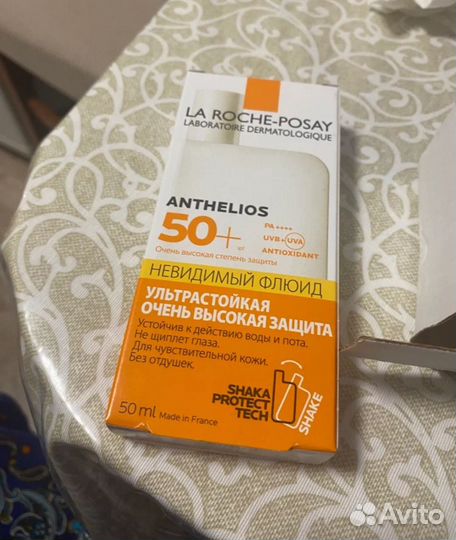 LA ROCHE-POSAY
LABORATOIRE DERMATOLOGIQUE
ANTHELIOS
50+
SPF
Очень высокая степень защиты
PA ++++
UVB+UVA
ANTIOXIDANT
НЕВИДИМЫЙ ФЛЮИД
УЛЬТРАСТОЙКАЯ
ОЧЕНЬ ВЫСОКАЯ ЗАЩИТА
Устойчив к действию воды и пота.
Не щиплет глаза.
Для чувствительной кожи.
Без отдушек.
SHAKA
PROTECT
TECH
SHAKE
50 ml Made in France
Avito